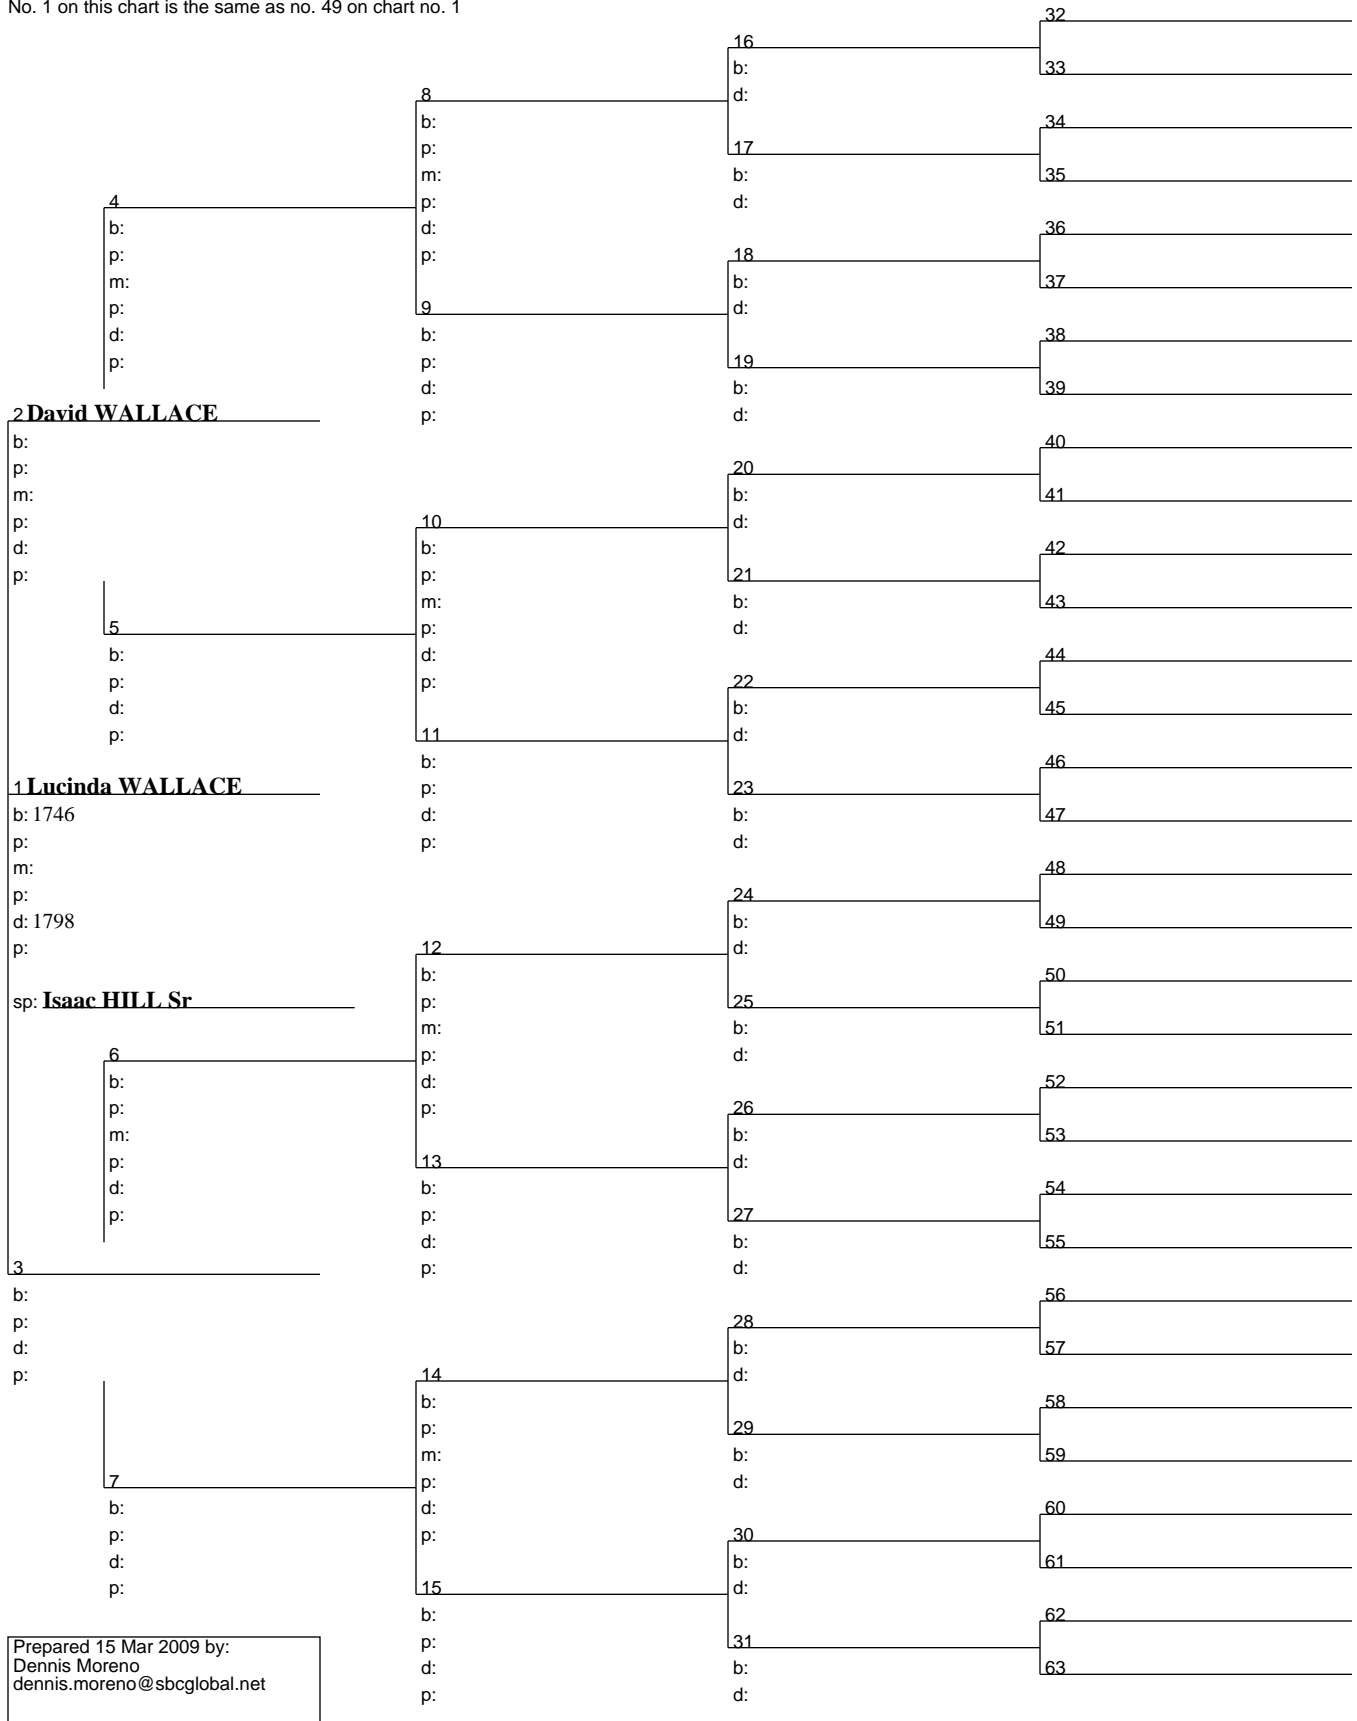 No. 1 on this chart is the same as no. 49 on chart no. 1
4
b:
p:
m:
p:
d:
p:
2 David WALLACE
b:
p:
m:
p:
d:
p:
5
b:
p:
d:
p:
1 Lucinda WALLACE
b: 1746
p:
m:
p:
d: 1798
p:
sp: Isaac HILL Sr
6
b:
p:
m:
p:
d:
p:
3
b:
p:
d:
p:
7
b:
p:
d:
p:
8
b:
p:
m:
p:
d:
p:
9
b:
p:
d:
p:
10
b:
p:
m:
p:
d:
p:
11
b:
p:
d:
p:
12
b:
p:
m:
p:
d:
p:
13
b:
p:
d:
p:
14
b:
p:
m:
p:
d:
p:
15
b:
p:
d:
p:
16
b:
d:
17
b:
d:
18
b:
d:
19
b:
d:
20
b:
d:
21
b:
d:
22
b:
d:
23
b:
d:
24
b:
d:
25
b:
d:
26
b:
d:
27
b:
d:
28
b:
d:
29
b:
d:
30
b:
d:
31
b:
d:
32
33
34
35
36
37
38
39
40
41
42
43
44
45
46
47
48
49
50
51
52
53
54
55
56
57
58
59
60
61
62
63
Prepared 15 Mar 2009 by:
Dennis Moreno
dennis.moreno@sbcglobal.net